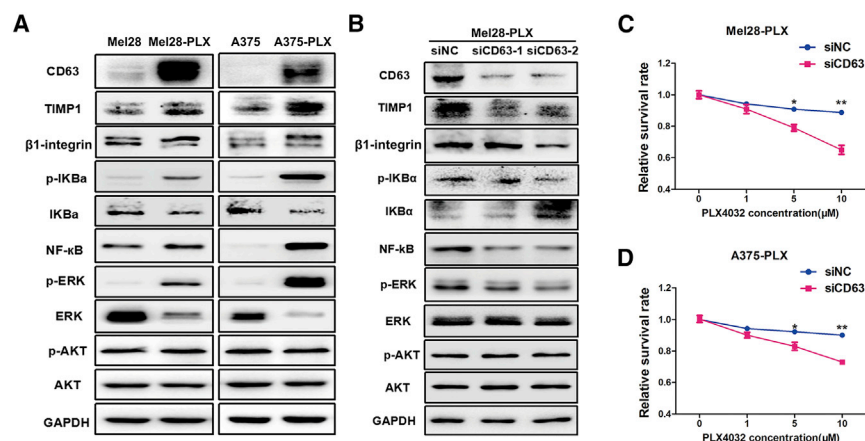 A
Mel28 Mel28-PLX A375 A375-PLX
CD63
TIMP1
β1-integrin
p-IKBa
IKBa
NF-κB
p-ERK
ERK
p-AKT
AKT
GAPDH
B
Mel28-PLX
siNC siCD63-1 siCD63-2
CD63
TIMP1
β1-integrin
p-IKBα
IKBα
NF-kB
p-ERK
ERK
p-AKT
AKT
GAPDH
C
Mel28-PLX
siNC
siCD63
Relative survival rate
1.4
1.2
1.0
0.8
0.6
0.4
* **
0 1 5 10
PLX4032 concentration(μM)
D
A375-PLX
siNC
siCD63
Relative survival rate
1.4
1.2
1.0
0.8
0.6
0.4
* **
0 1 5 10
PLX4032 concentration(μM)